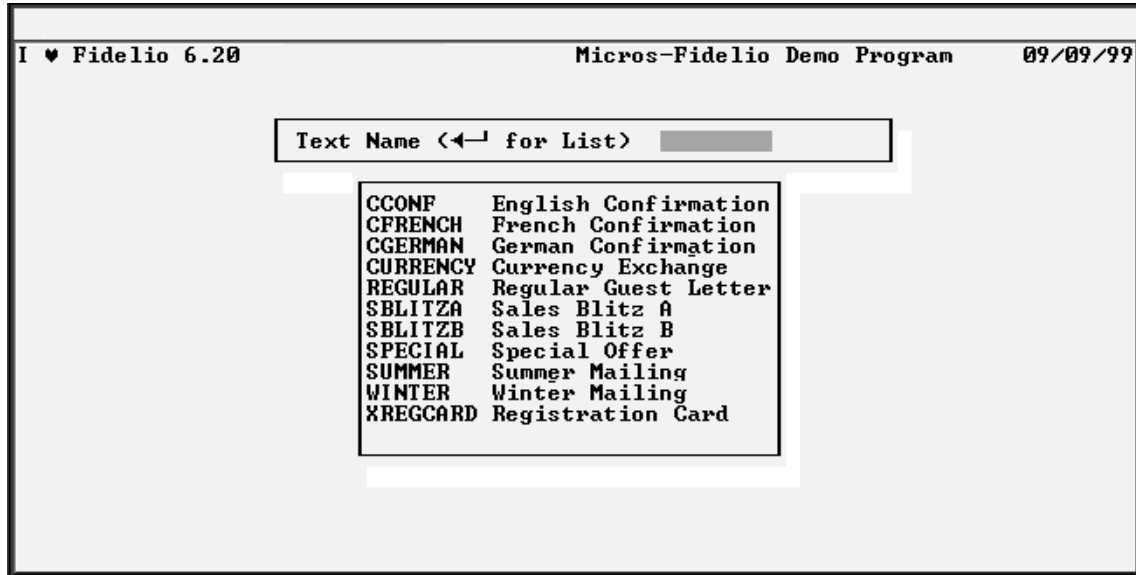 I ♥ Fidelio 6.20 Micros-Fidelio Demo Program 09/09/99
Text Name (◄┘ for List)
CCONF English Confirmation
CFRENCH French Confirmation
CGERMAN German Confirmation
CURRENCY Currency Exchange
REGULAR Regular Guest Letter
SBLITZA Sales Blitz A
SBLITZB Sales Blitz B
SPECIAL Special Offer
SUMMER Summer Mailing
WINTER Winter Mailing
XREGCARD Registration Card